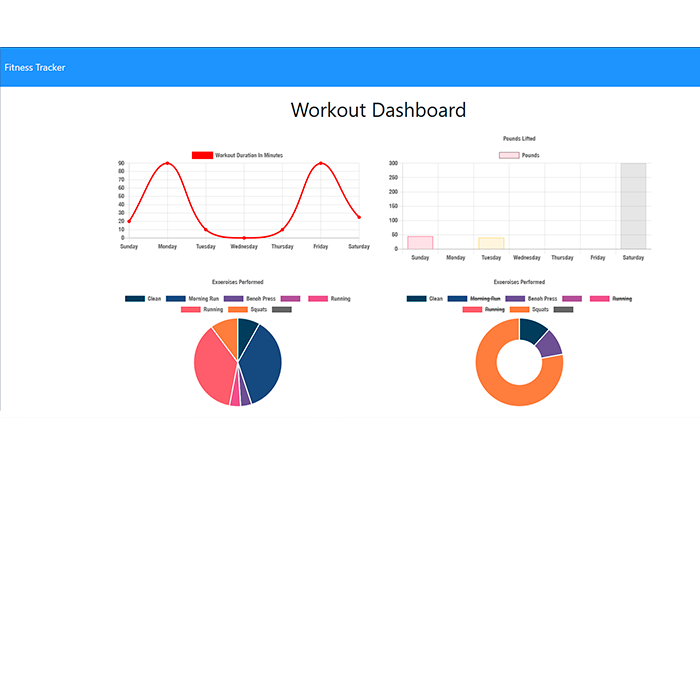 Fitness Tracker
Workout Dashboard
Workout Duration In Minutes
90
80
70
60
50
40
30
20
10
0
Sunday Monday Tuesday Wednesday Thursday Friday Saturday
Pounds Lifted
Pounds
300
250
200
150
100
50
0
Sunday Monday Tuesday Wednesday Thursday Friday Saturday
Exercises Performed
Clean Morning Run Bench Press Running
Running Squats
Exercises Performed
Clean Morning Run Bench Press Running
Running Squats